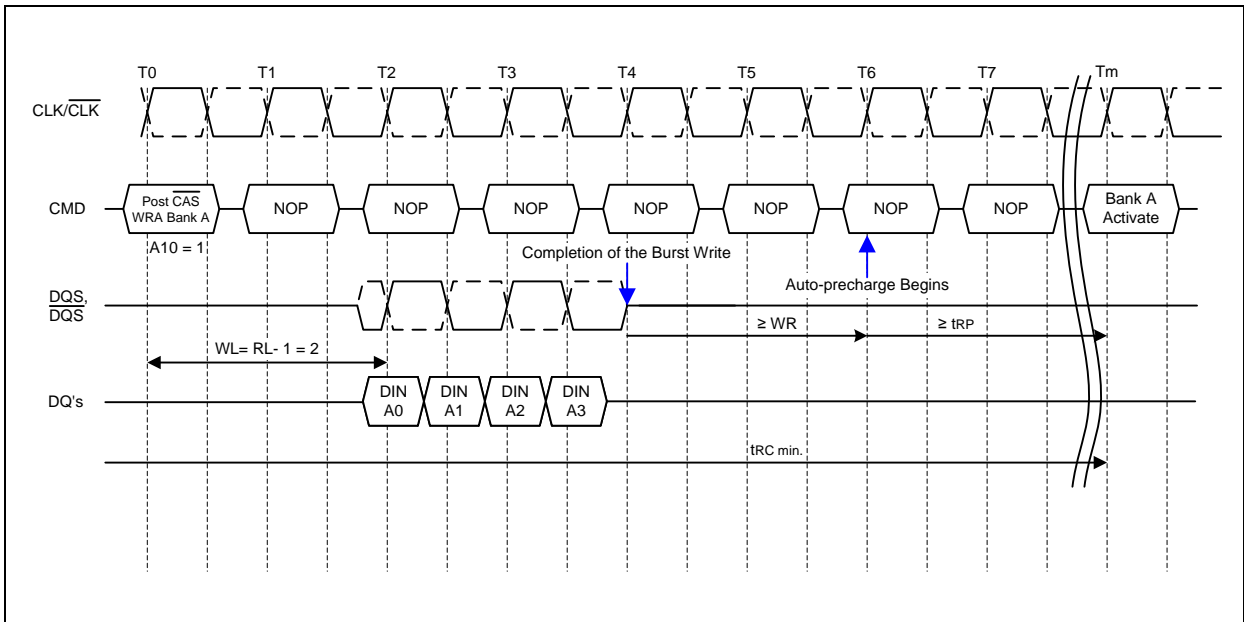 T0 T1 T2 T3 T4 T5 T6 T7 Tm
CLK/CLK
CMD
Post CAS
WRA Bank A
NOP NOP NOP NOP NOP NOP NOP
Bank A
Activate
A10 = 1
Completion of the Burst Write
Auto-precharge Begins
DQS,
DQS
≥ WR
≥ tRP
WL= RL- 1 = 2
DQ's
DIN
A0
DIN
A1
DIN
A2
DIN
A3
tRC min.